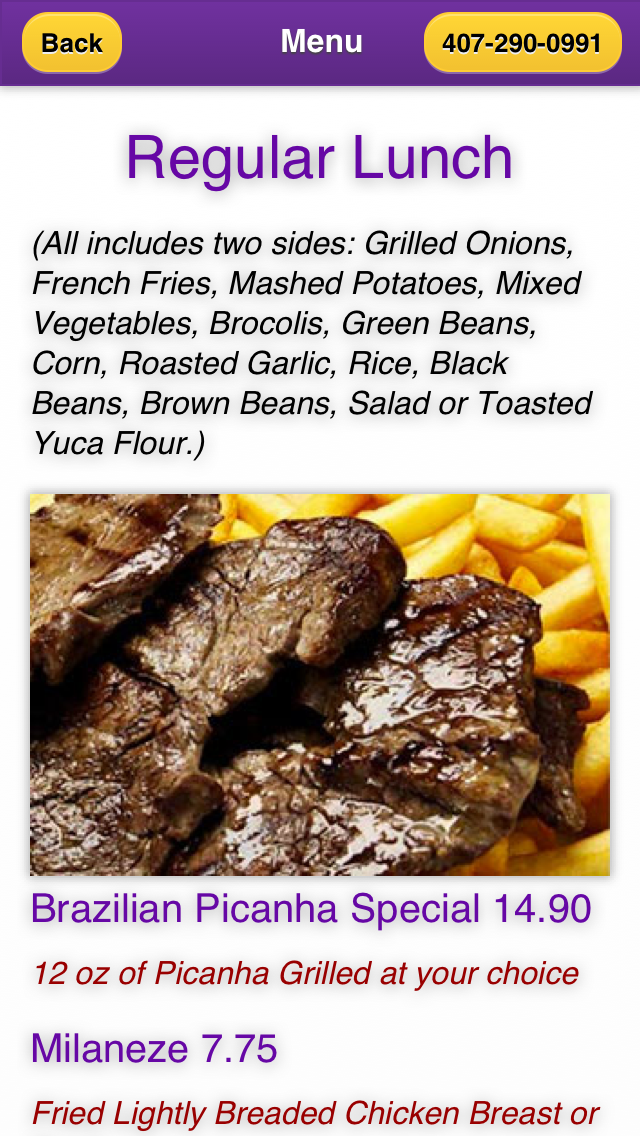 Back
Menu
407-290-0991
Regular Lunch
(All includes two sides: Grilled Onions,
French Fries, Mashed Potatoes, Mixed
Vegetables, Brocolis, Green Beans,
Corn, Roasted Garlic, Rice, Black
Beans, Brown Beans, Salad or Toasted
Yuca Flour.)
Brazilian Picanha Special 14.90
12 oz of Picanha Grilled at your choice
Milaneze 7.75
Fried Lightly Breaded Chicken Breast or